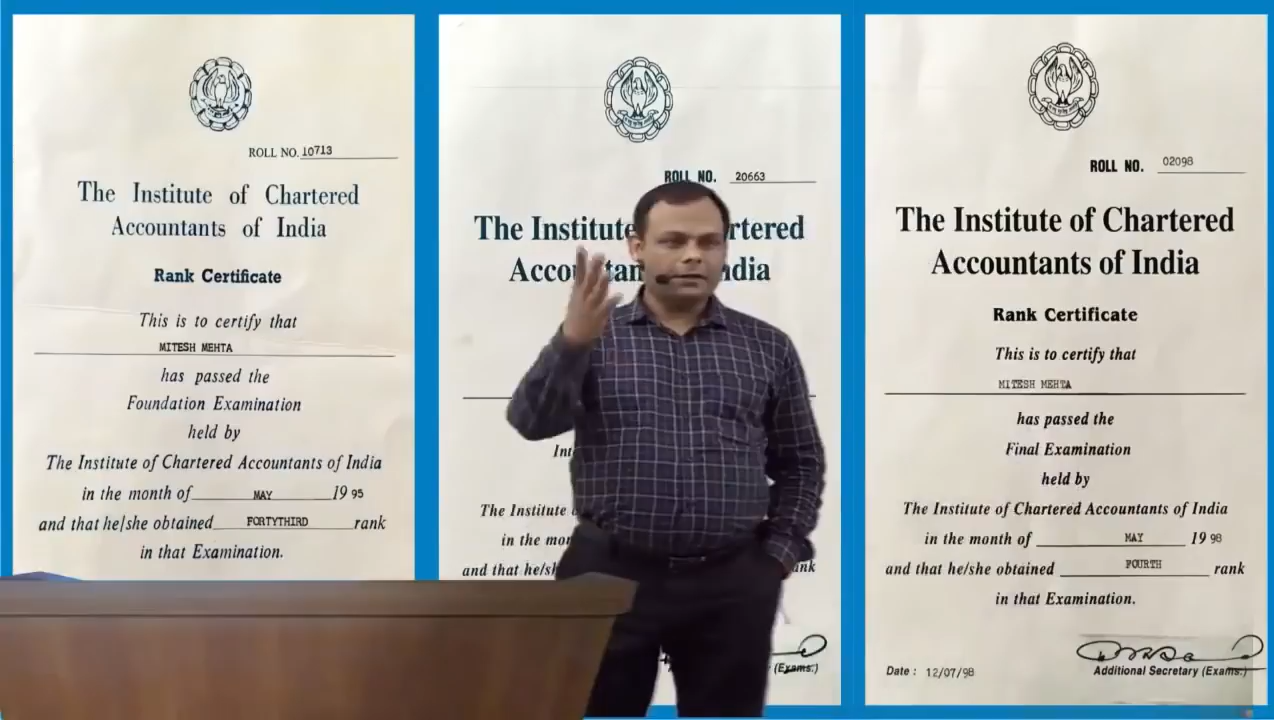 ROLL NO. 10713
The Institute of Chartered
Accountants of India
Rank Certificate
This is to certify that
MITESH MEHTA
has passed the
Foundation Examination
held by
The Institute of Chartered Accountants of India
in the month of MAY 19 95
and that he/she obtained FORTYTHIRD rank
in that Examination.
ROLL NO. 20663
The Institute rtered
Accou tan ndia
Int
The Institute
in the mon
and that he/sh ank
(Exams.)
ROLL NO. 02098
The Institute of Chartered
Accountants of India
Rank Certificate
This is to certify that
MITESH MEHTA
has passed the
Final Examination
held by
The Institute of Chartered Accountants of India
in the month of MAY 19 98
and that he/she obtained FOURTH rank
in that Examination.
Date : 12/07/98
Additional Secretary (Exams.)